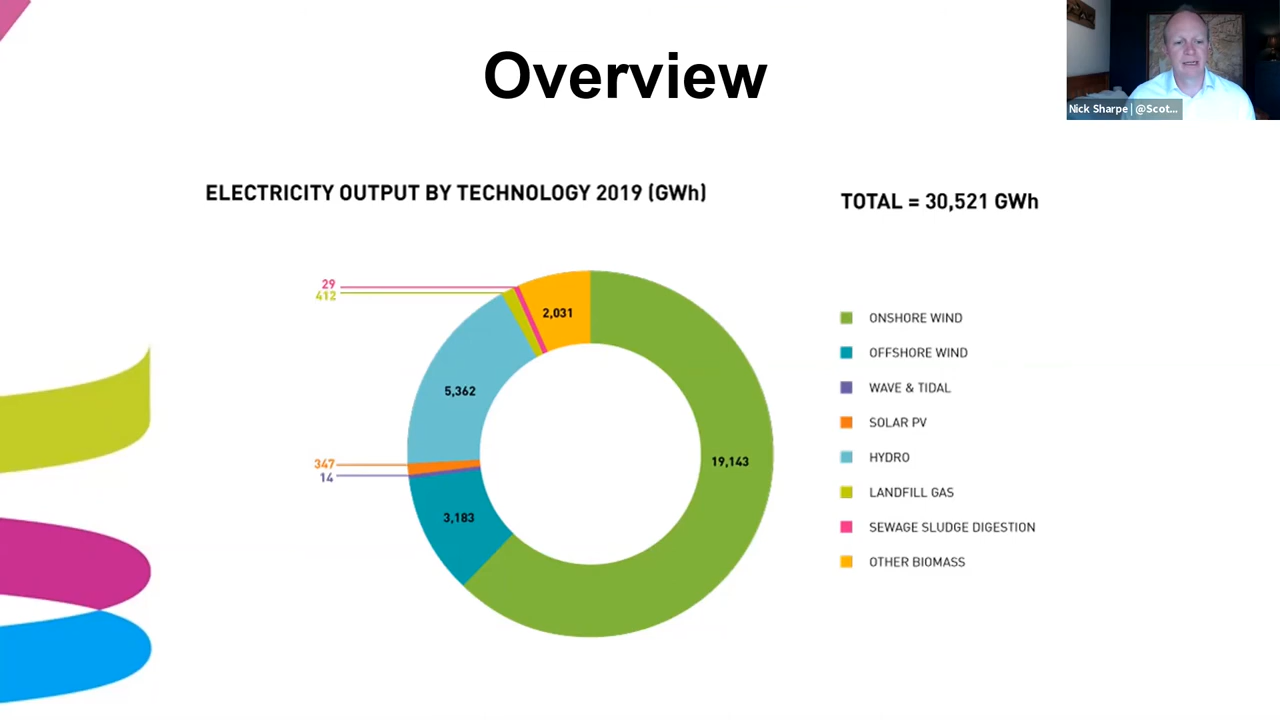 Overview
Nick Sharpe | @Scot...
ELECTRICITY OUTPUT BY TECHNOLOGY 2019 (GWh)
TOTAL = 30,521 GWh
29
412
2,031
5,362
347
14
3,183
19,143
ONSHORE WIND
OFFSHORE WIND
WAVE & TIDAL
SOLAR PV
HYDRO
LANDFILL GAS
SEWAGE SLUDGE DIGESTION
OTHER BIOMASS